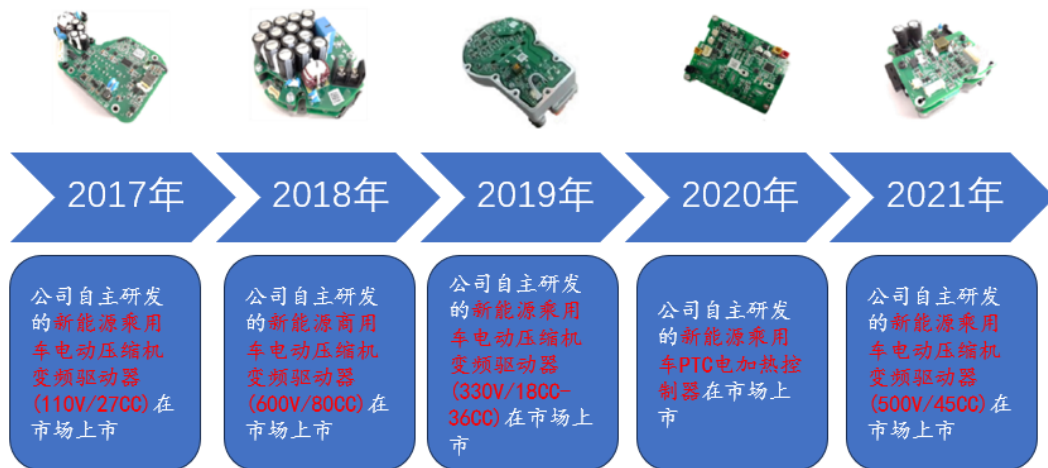 2017年
2018年
2019年
2020年
2021年
公司自主研发
的新能源乘用
车电动压缩机
变频驱动器
(110V/27CC)在
市场上市
公司自主研发
的新能源商用
车电动压缩机
变频驱动器
(600V/80CC)在
市场上市
公司自主研发
的新能源乘用
车电动压缩机
变频驱动器
(330V/18CC-
36CC)在市场上
市
公司自主研发
的新能源乘用
车PTC电加热控
制器在市场上
市
公司自主研发
的新能源乘用
车电动压缩机
变频驱动器
(500V/45CC)在
市场上市